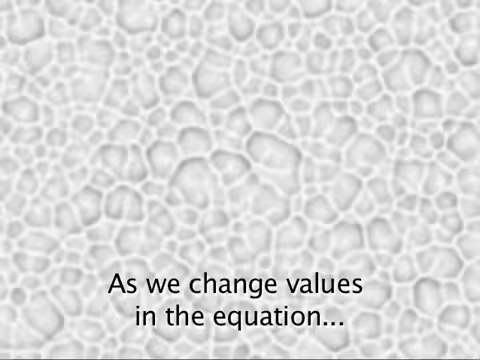 As we change values
in the equation...